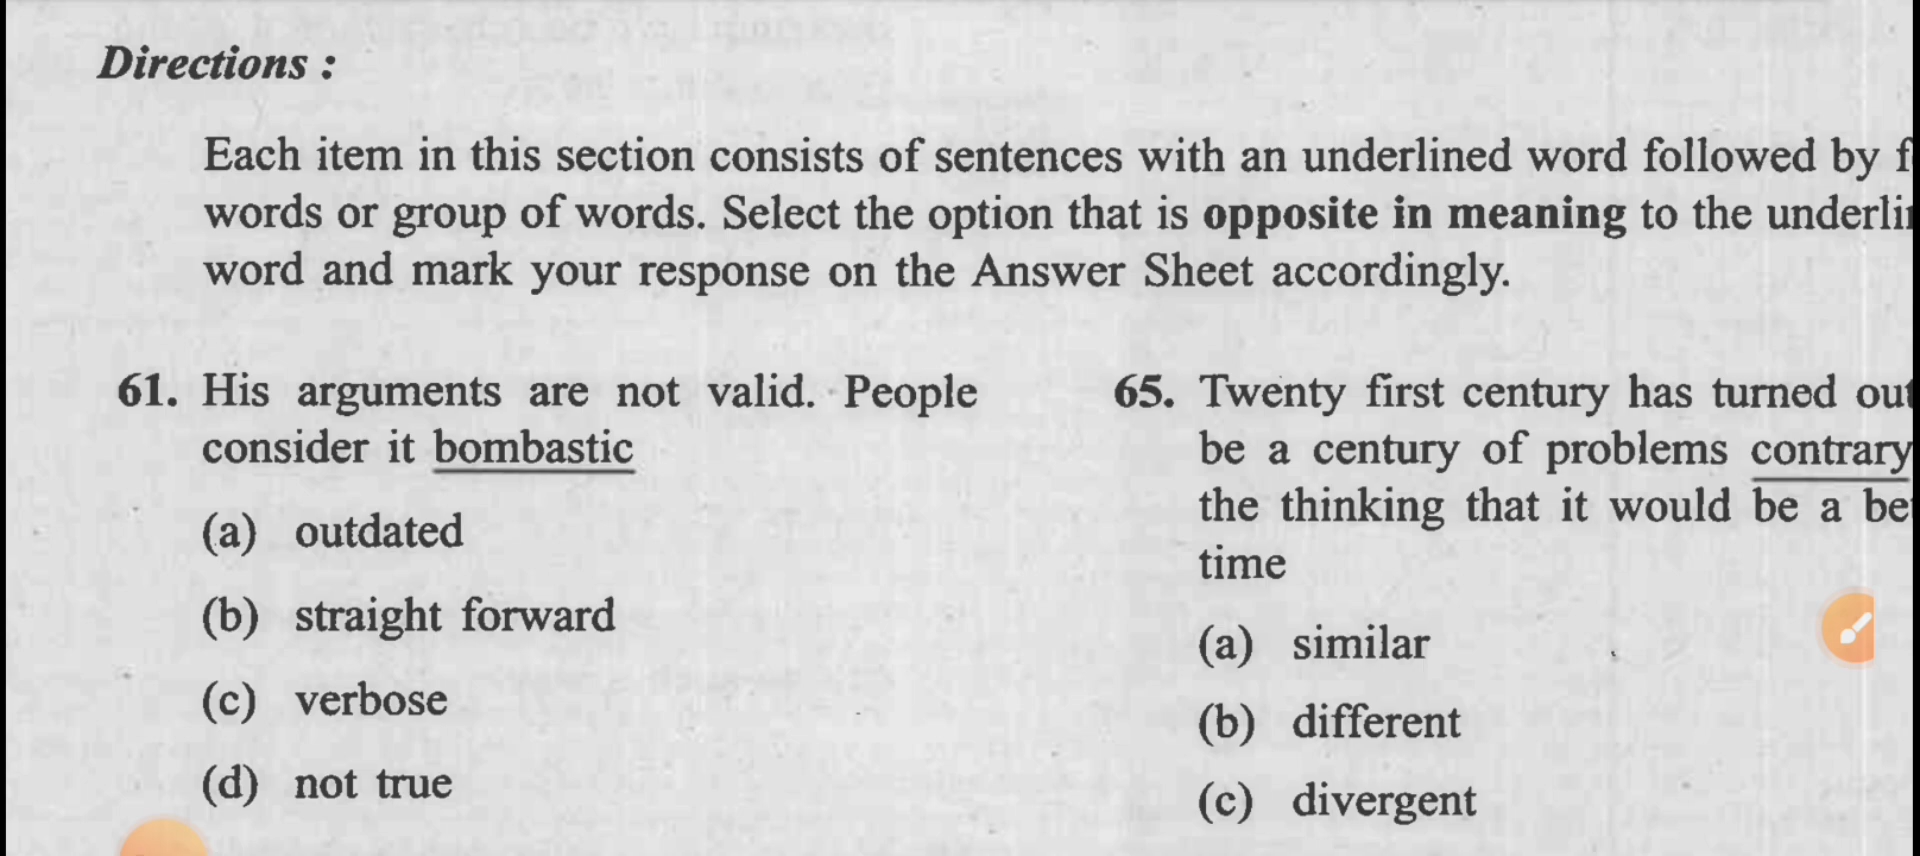 Directions :
Each item in this section consists of sentences with an underlined word followed by
words or group of words. Select the option that is opposite in meaning to the
word and mark your response on the Answer Sheet accordingly.
61. His arguments are not valid. People
consider it bombastic
(a) outdated
(b) straight forward
(c) verbose
(d) not true
65. Twenty first century has turned out
be a century of problems contrary
the thinking that it would be a
time
(a) similar
(b) different
(c) divergent